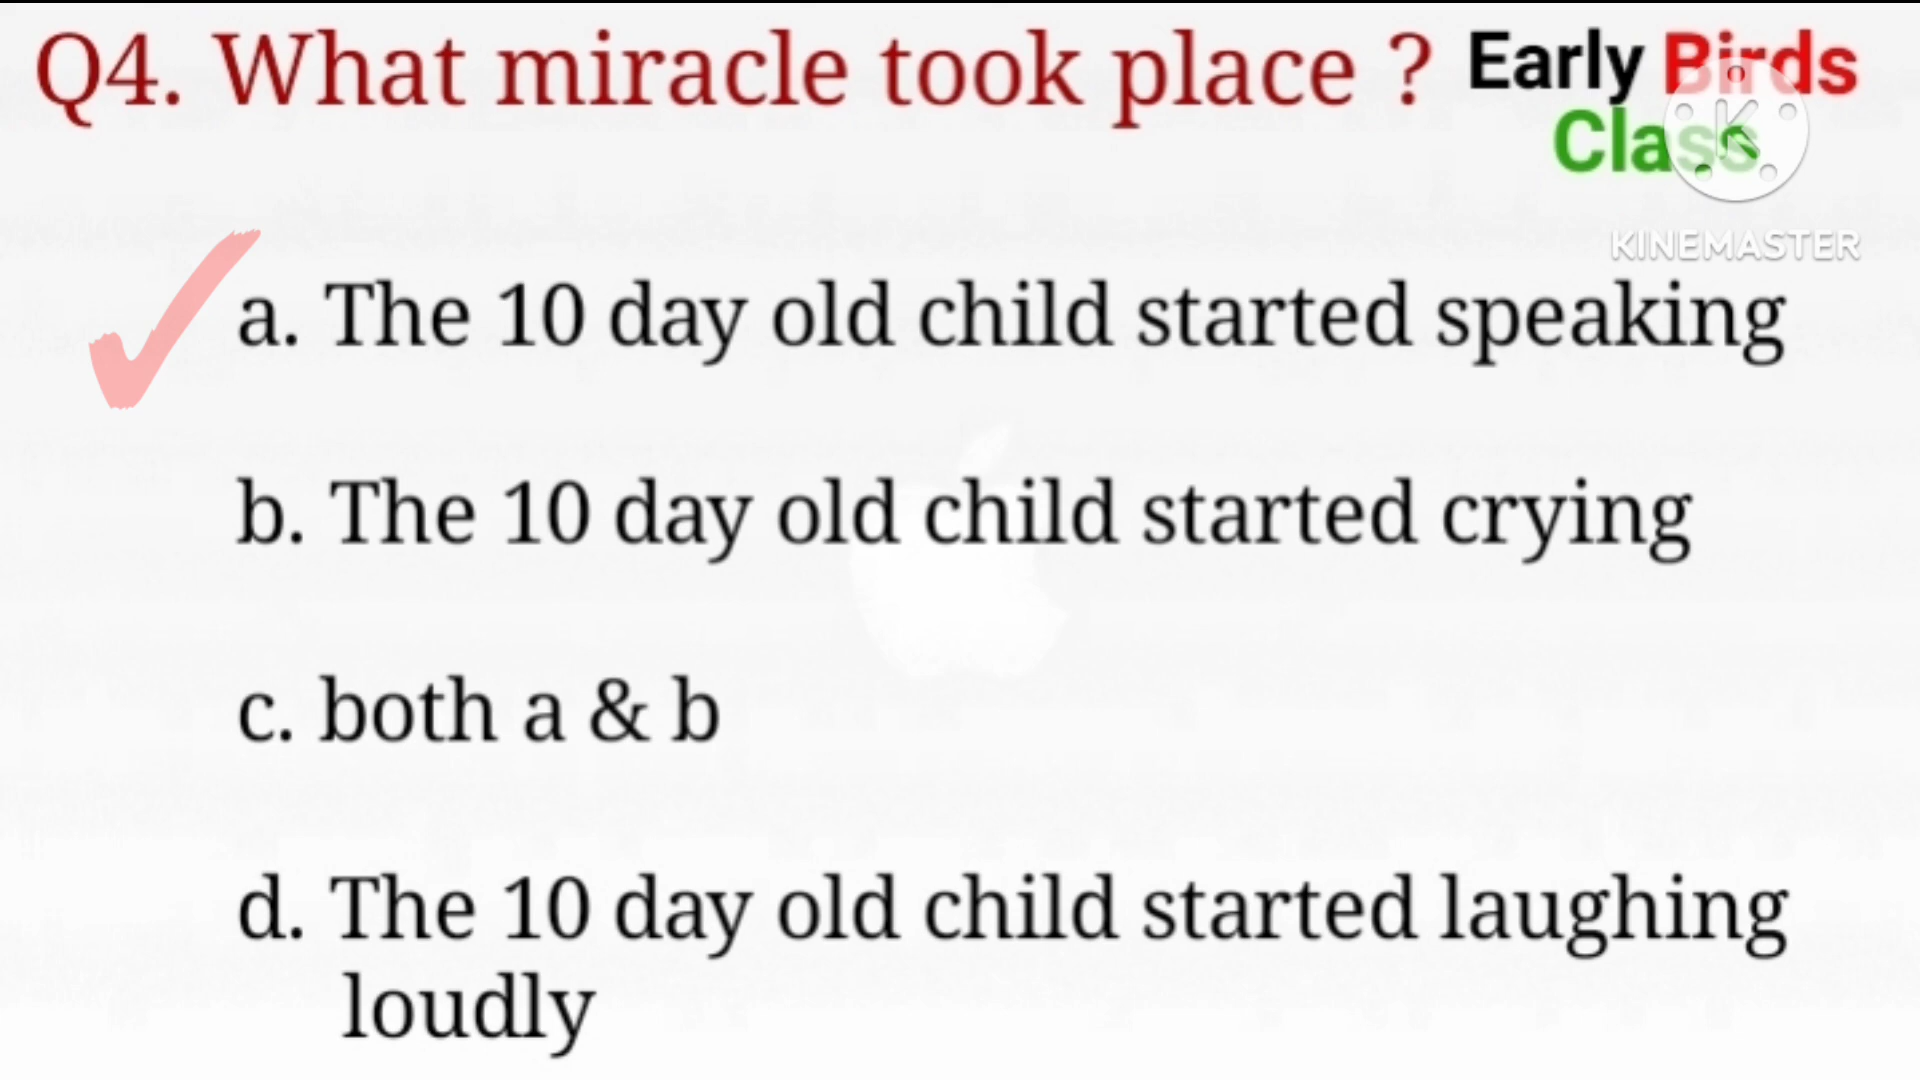 Q4. What miracle took place ?
Early Birds
Class
KINEMASTER
a. The 10 day old child started speaking
b. The 10 day old child started crying
c. both a & b
d. The 10 day old child started laughing
loudly